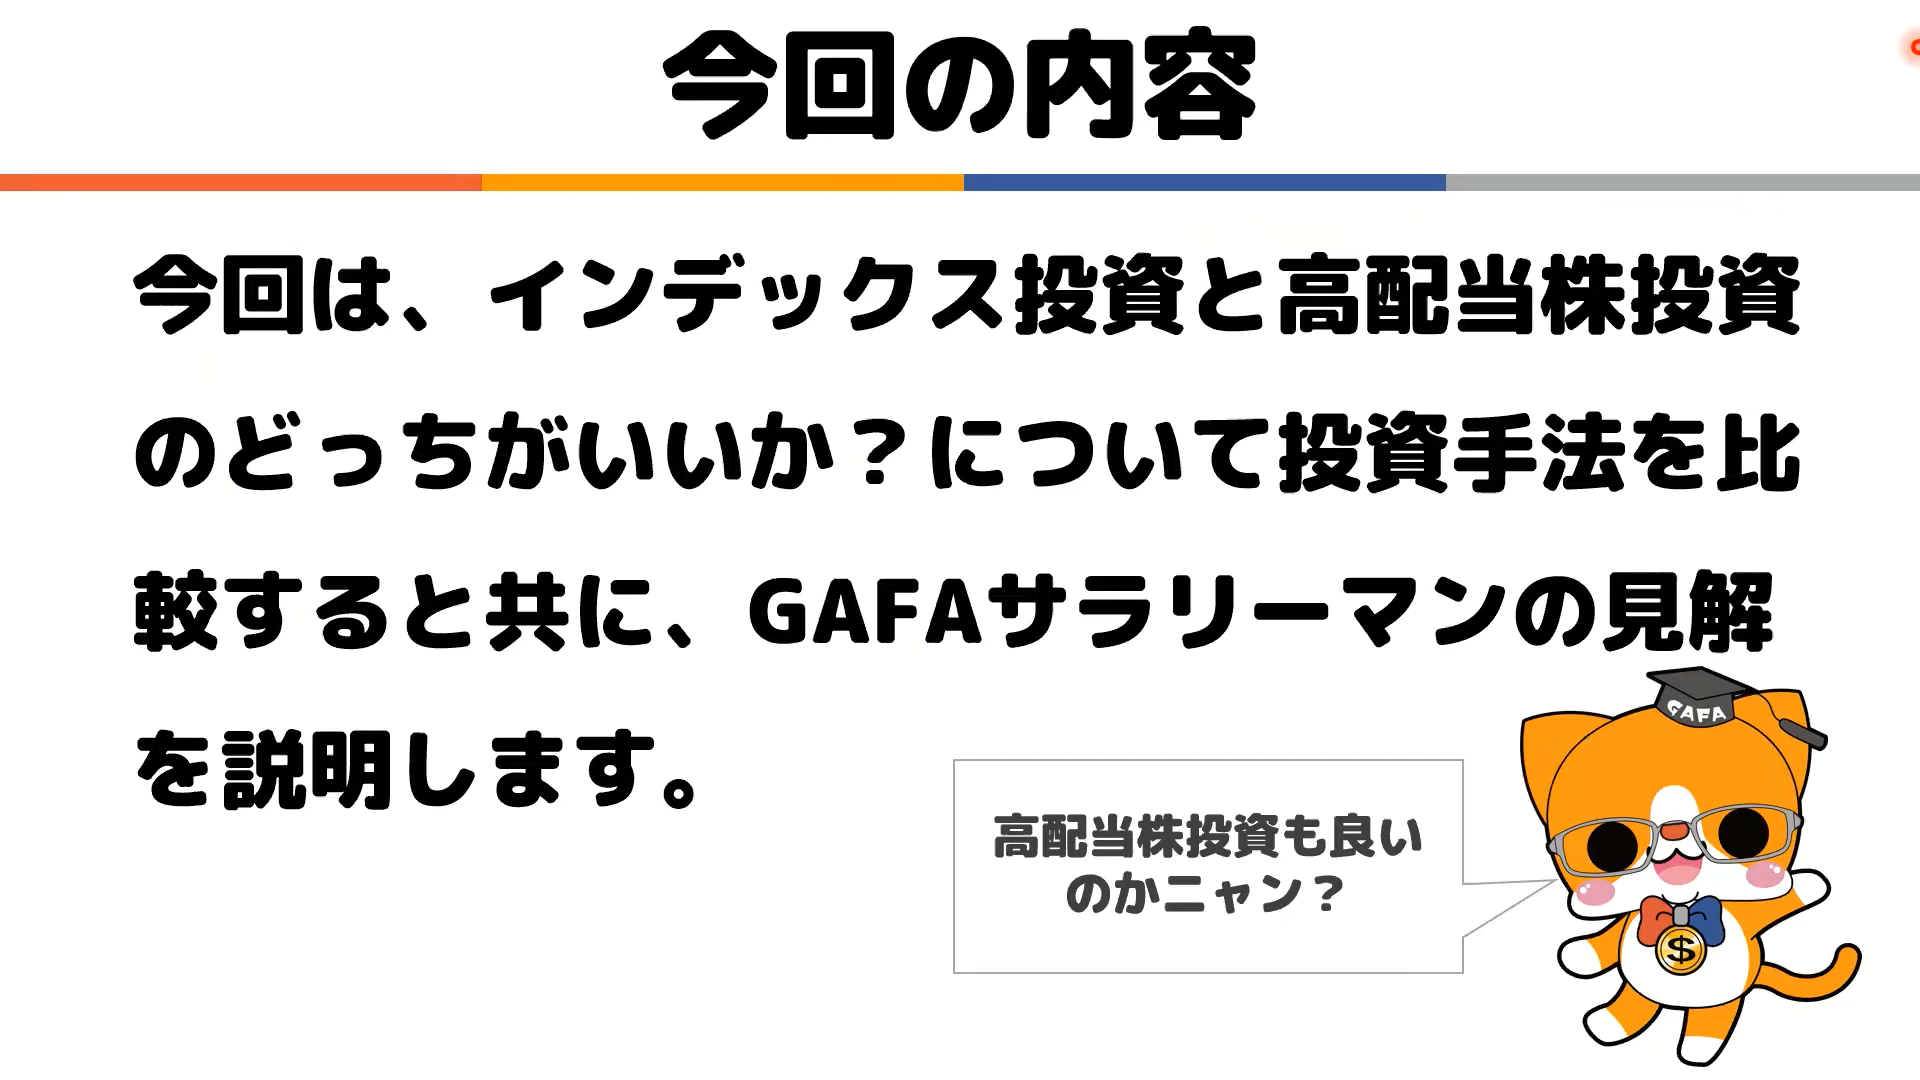 今回の内容
今回は、インデックス投資と高配当株投資
のどっちがいいか？について投資手法を比
較すると共に、GAFAサラリーマンの見解
を説明します。
GAFA
高配当株投資も良い
のかニャン？
$